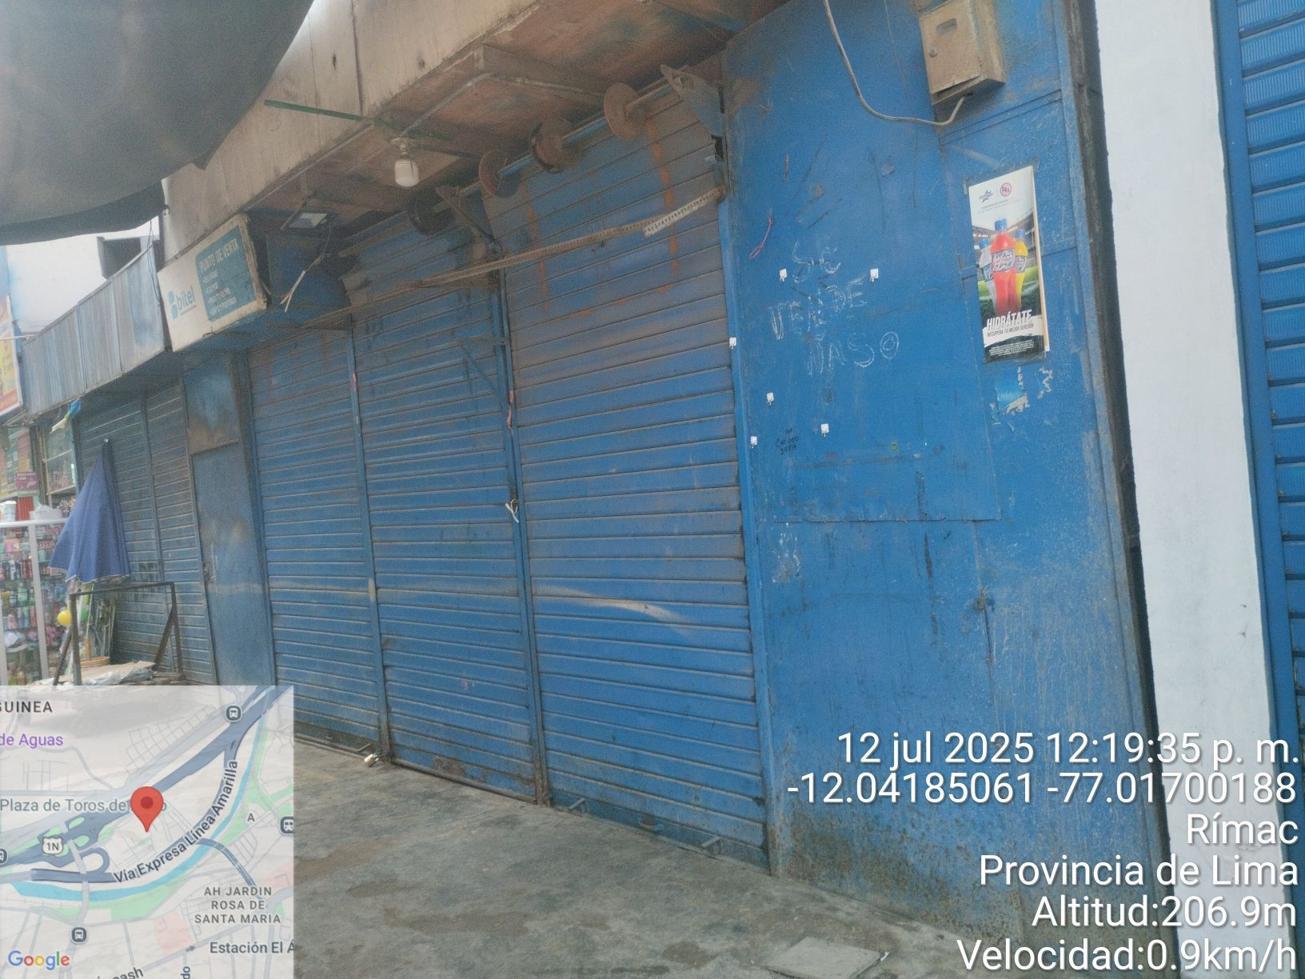 bitel
PUNTO DE VENTA
SE
VENDE
HASO
HIDRÁTATE
12 jul 2025 12:19:35 p. m.
-12.04185061 -77.01700188
Rímac
Provincia de Lima
Altitud:206.9m
Velocidad:0.9km/h
GUINEA
de Aguas
Plaza de Toros de
1N
Vía Expresa Línea Amarilla
A
AH JARDIN
ROSA DE
SANTA MARIA
Estación El A
Google